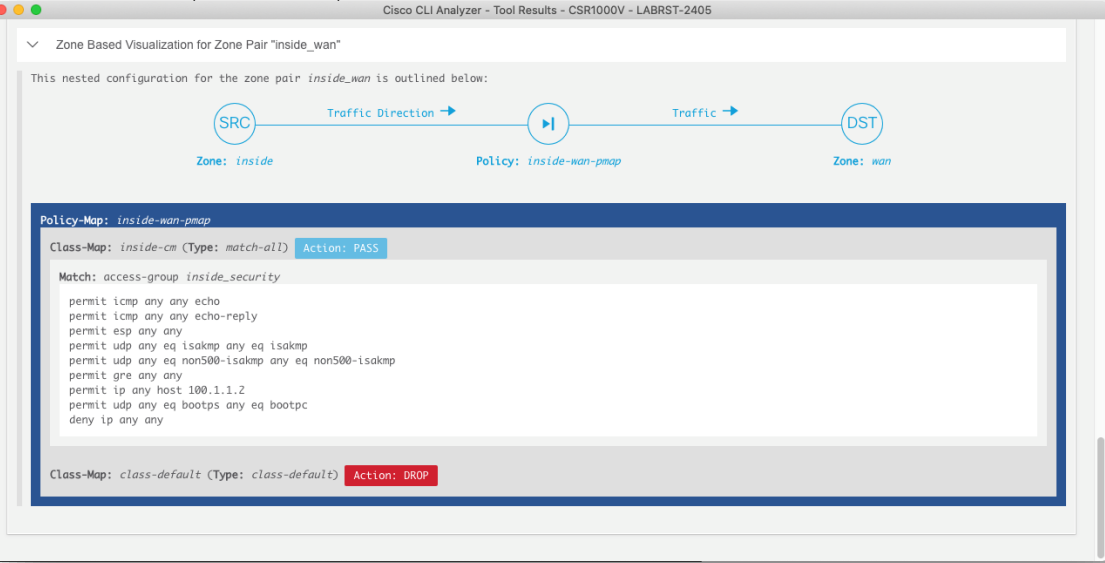 Cisco CLI Analyzer - Tool Results - CSR1000V - LABRST-2405
Zone Based Visualization for Zone Pair "inside_wan"
This nested configuration for the zone pair inside_wan is outlined below:
SRC
Traffic Direction
Traffic
DST
Zone: inside
Policy: inside-wan-pmap
Zone: wan
Policy-Map: inside-wan-pmap
Class-Map: inside-cm (Type: match-all) Action: PASS
Match: access-group inside_security
permit icmp any any echo
permit icmp any any echo-reply
permit esp any any
permit udp any eq isakmp any eq isakmp
permit udp any eq non500-isakmp any eq non500-isakmp
permit gre any any
permit ip any host 100.1.1.2
permit udp any eq bootps any eq bootpc
deny ip any any
Class-Map: class-default (Type: class-default) Action: DROP